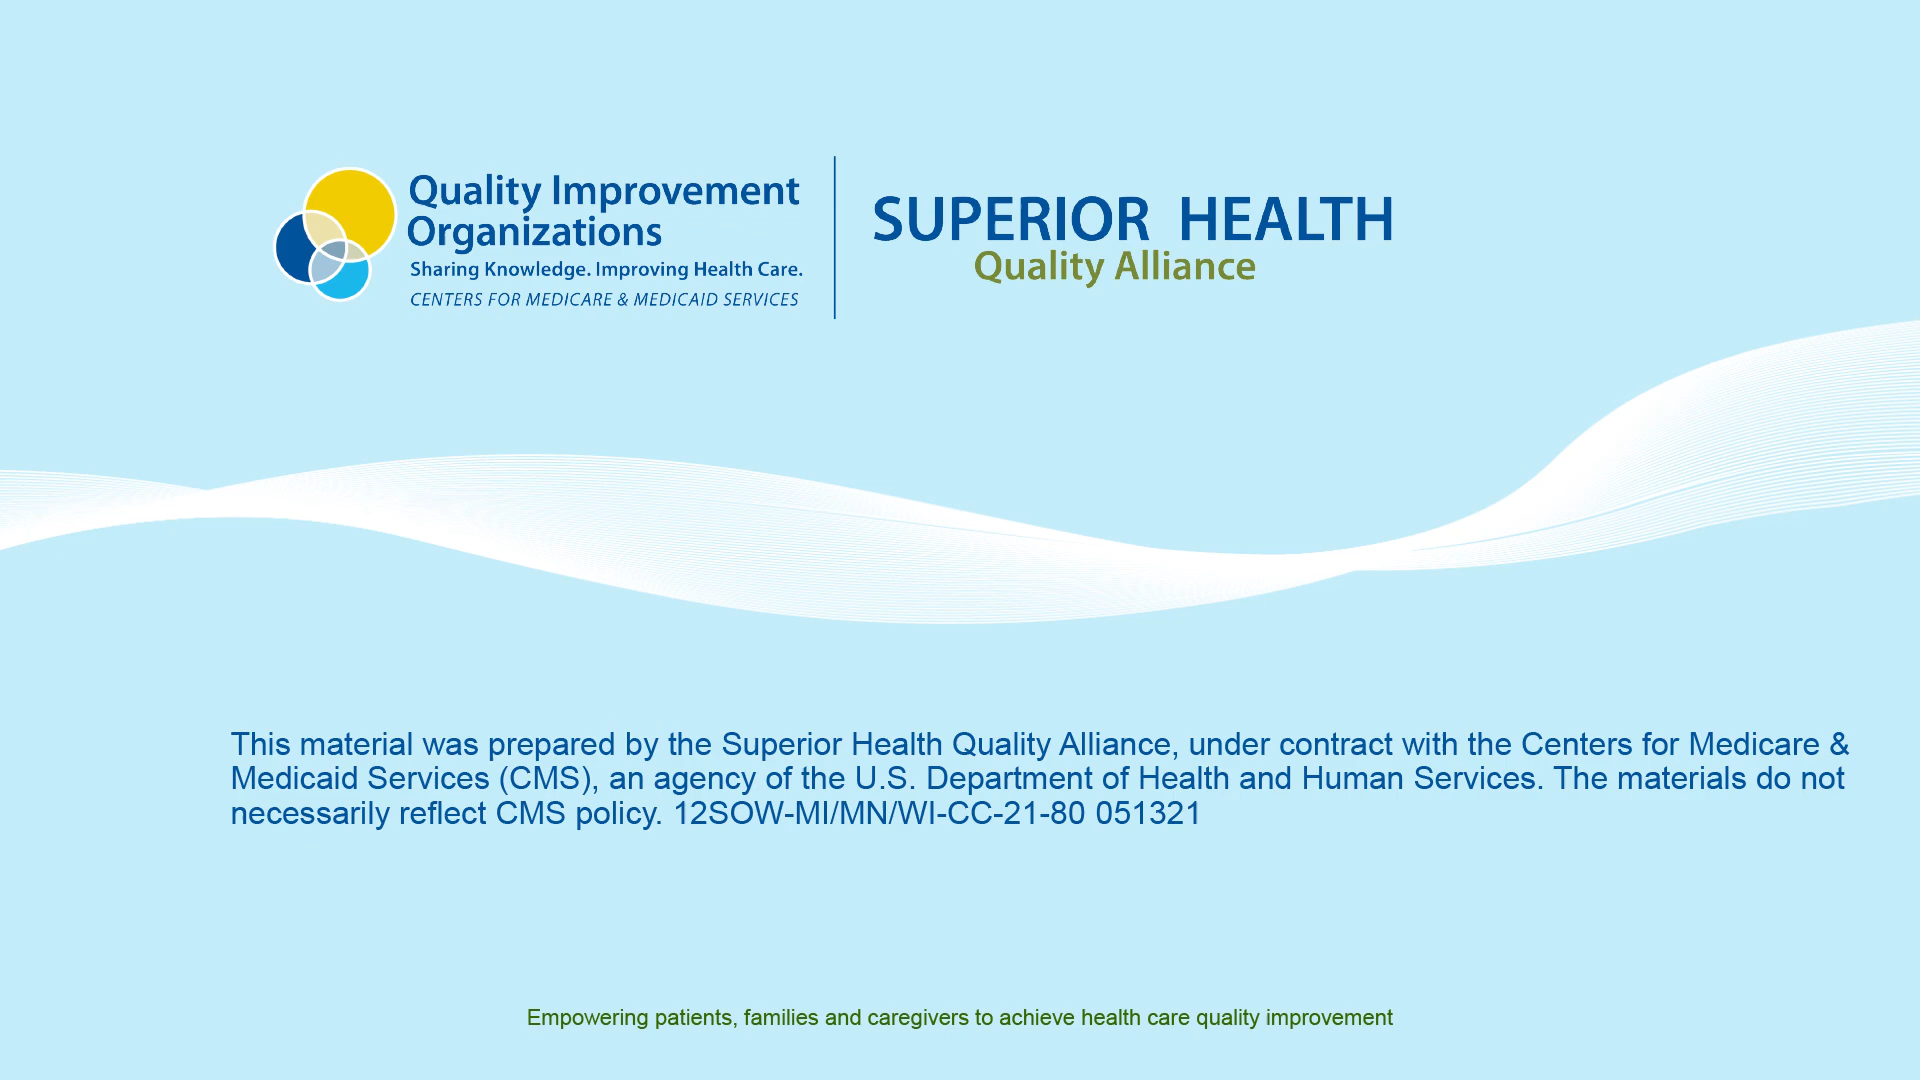 Quality Improvement
Organizations
Sharing Knowledge. Improving Health Care.
CENTERS FOR MEDICARE & MEDICAID SERVICES
SUPERIOR HEALTH
Quality Alliance
This material was prepared by the Superior Health Quality Alliance, under contract with the Centers for Medicare &
Medicaid Services (CMS), an agency of the U.S. Department of Health and Human Services. The materials do not
necessarily reflect CMS policy. 12SOW-MI/MN/WI-CC-21-80 051321
Empowering patients, families and caregivers to achieve health care quality improvement